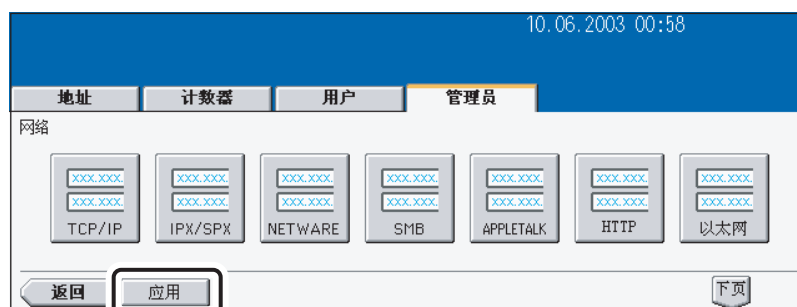 10.06.2003 00:58
地址 计数器 用户 管理员
网络
xxx.xxx. xxx.xxx. xxx.xxx. xxx.xxx. xxx.xxx. xxx.xxx. xxx.xxx.
xxx.xxx. xxx.xxx. xxx.xxx. xxx.xxx. xxx.xxx. xxx.xxx. xxx.xxx.
TCP/IP IPX/SPX NETWARE SMB APPLETALK HTTP 以太网
返回 应用 下页